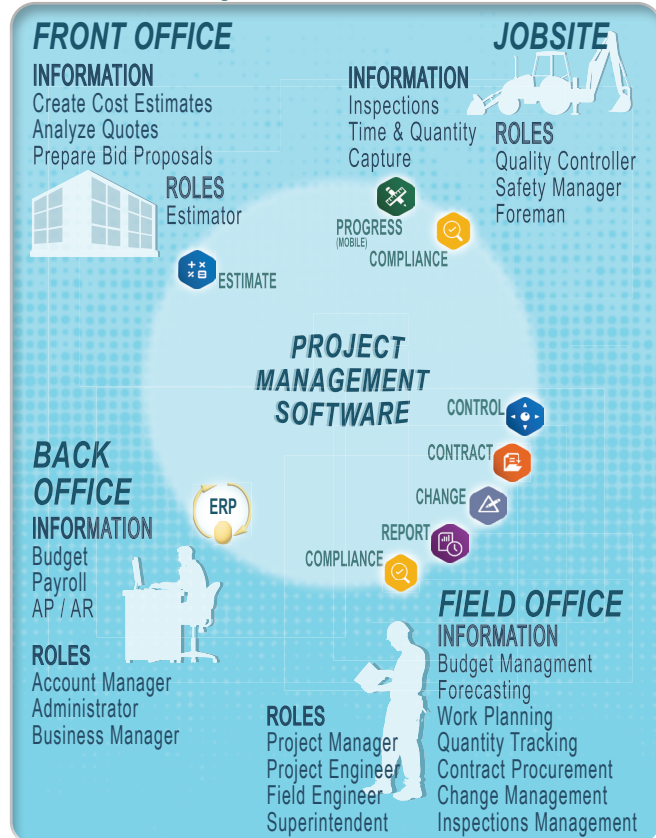 FRONT OFFICE
INFORMATION
Create Cost Estimates
Analyze Quotes
Prepare Bid Proposals
ROLES
Estimator
ESTIMATE
JOBSITE
INFORMATION
Inspections
Time & Quantity
Capture
ROLES
Quality Controller
Safety Manager
Foreman
PROGRESS
(MOBILE)
COMPLIANCE
PROJECT
MANAGEMENT
SOFTWARE
CONTROL
CONTRACT
CHANGE
REPORT
COMPLIANCE
BACK
OFFICE
INFORMATION
Budget
Payroll
AP / AR
ERP
ROLES
Account Manager
Administrator
Business Manager
FIELD OFFICE
INFORMATION
Budget Managment
Forecasting
Work Planning
Quantity Tracking
Contract Procurement
Change Management
Inspections Management
ROLES
Project Manager
Project Engineer
Field Engineer
Superintendent